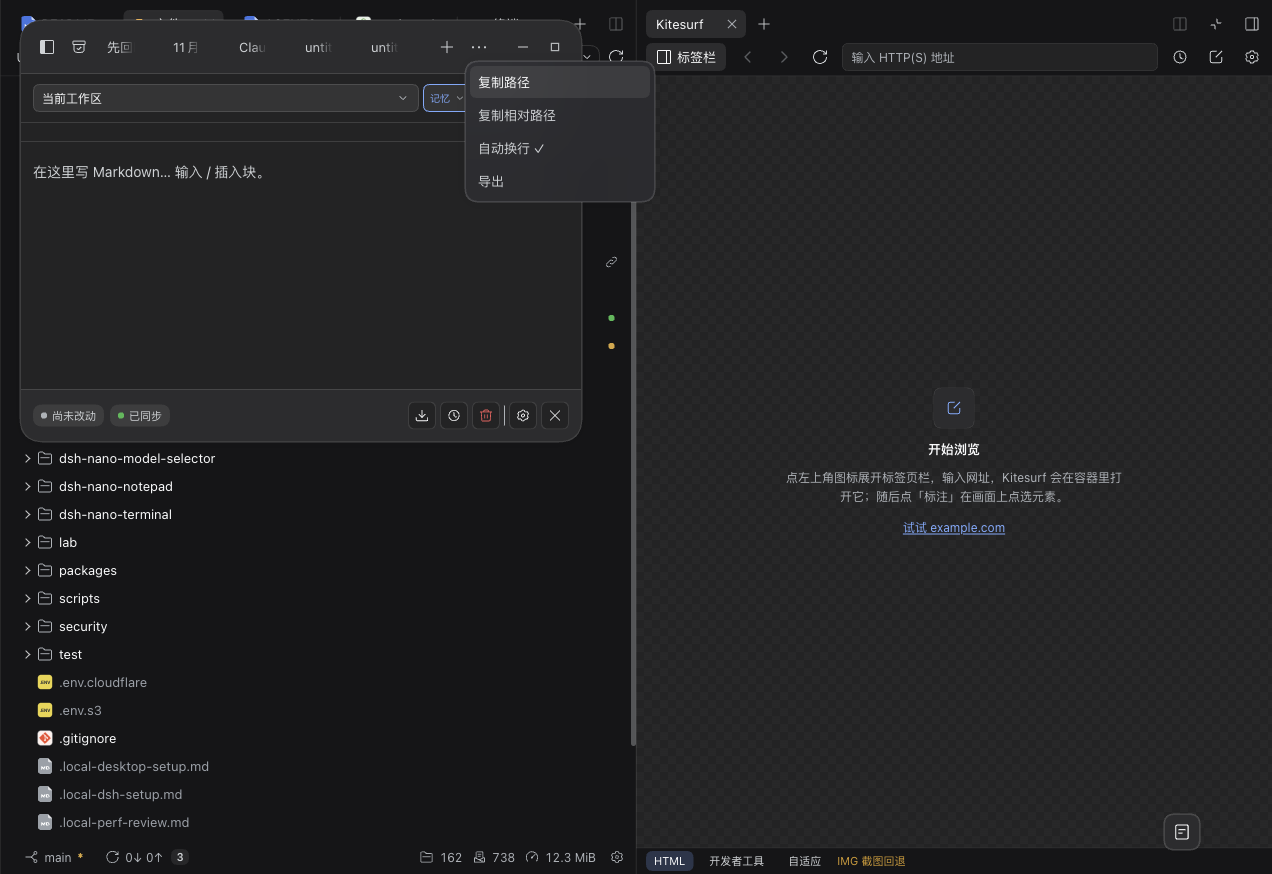 先回
11月
Clau
untit
untit
当前工作区
记忆
复制路径
复制相对路径
自动换行
导出
在这里写 Markdown... 输入 / 插入块。
尚未改动
已同步
dsh-nano-model-selector
dsh-nano-notepad
dsh-nano-terminal
lab
packages
scripts
security
test
.env.cloudflare
.env.s3
.gitignore
.local-desktop-setup.md
.local-dsh-setup.md
.local-perf-review.md
main *
0↓ 0↑ 3
162
738
12.3 MiB
Kitesurf
标签栏
输入 HTTP(S) 地址
开始浏览
点左上角图标展开标签页栏，输入网址，Kitesurf 会在容器里打
开它；随后点「标注」在画面上点选元素。
试试 example.com
HTML
开发者工具
自适应
IMG 截图回退